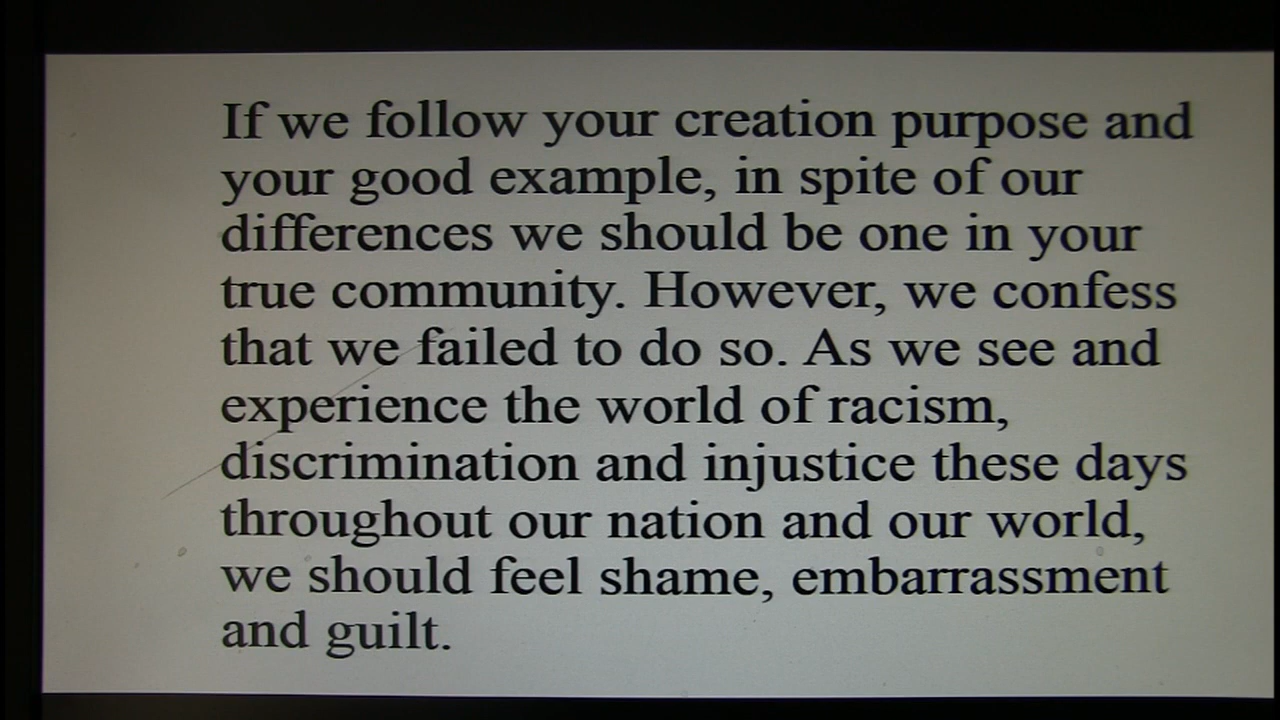 If we follow your creation purpose and
your good example, in spite of our
differences we should be one in your
true community. However, we confess
that we failed to do so. As we see and
experience the world of racism,
discrimination and injustice these days
throughout our nation and our world,
we should feel shame, embarrassment
and guilt.